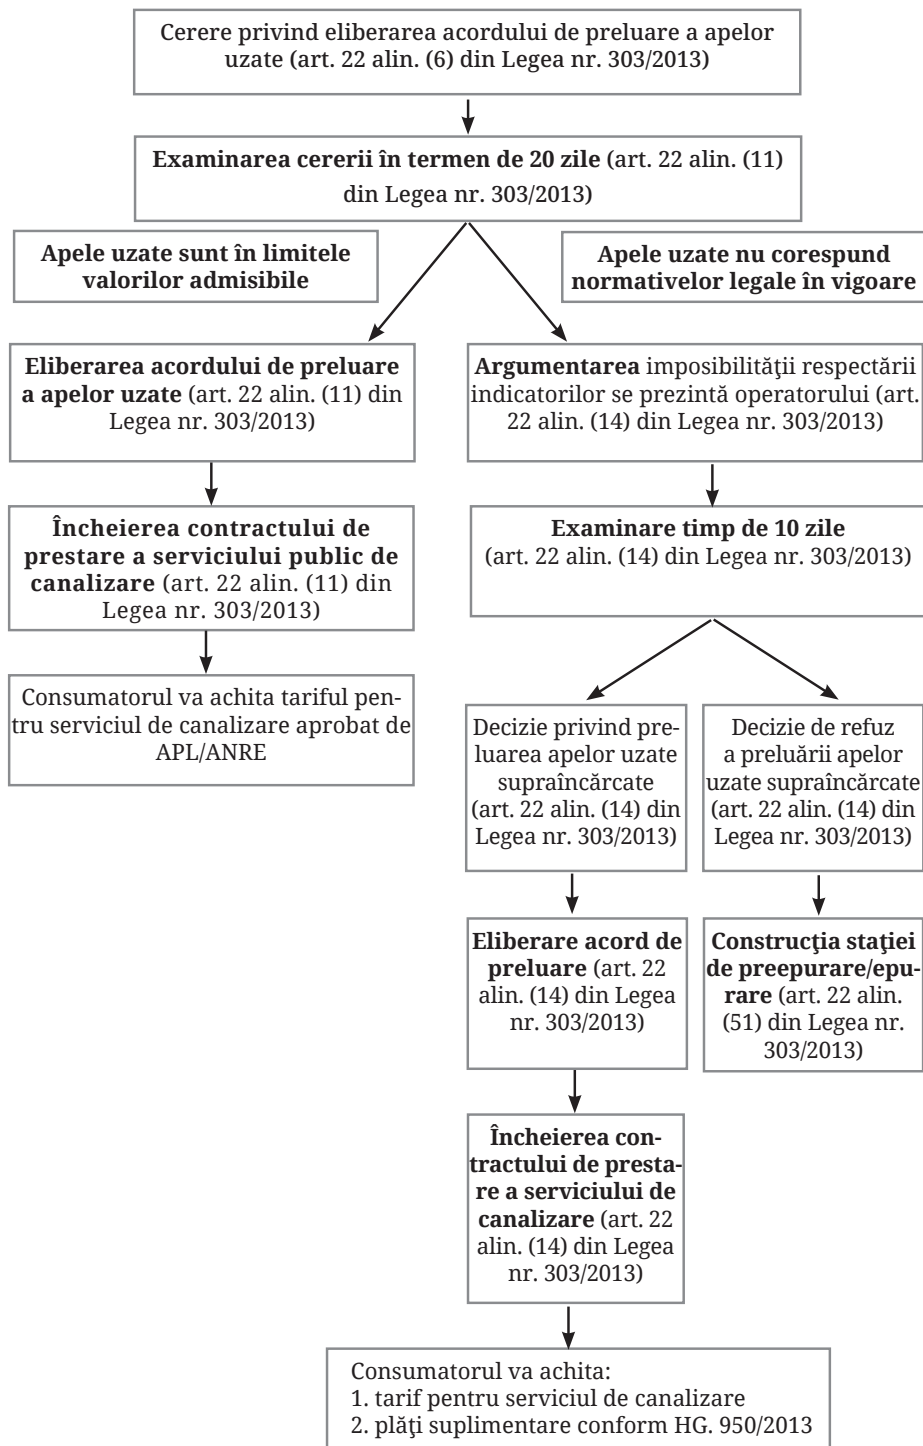 Cerere privind eliberarea acordului de preluare a apelor
uzate (art. 22 alin. (6) din Legea nr. 303/2013)
Examinarea cererii în termen de 20 zile (art. 22 alin. (11)
din Legea nr. 303/2013)
Apele uzate sunt în limitele
valorilor admisibile
Apele uzate nu corespund
normativelor legale în vigoare
Eliberarea acordului de preluare
a apelor uzate (art. 22 alin. (11) din
Legea nr. 303/2013)
Argumentarea imposibilităţii respectării
indicatorilor se prezintă operatorului (art.
22 alin. (14) din Legea nr. 303/2013)
Încheierea contractului de
prestare a serviciului public de
canalizare (art. 22 alin. (11) din
Legea nr. 303/2013)
Examinare timp de 10 zile
(art. 22 alin. (14) din Legea nr. 303/2013)
Consumatorul va achita tariful pen-
tru serviciul de canalizare aprobat de
APL/ANRE
Decizie privind pre-
luarea apelor uzate
supraîncărcate
(art. 22 alin. (14) din
Legea nr. 303/2013)
Decizie de refuz
a preluării apelor
uzate supraîncărcate
(art. 22 alin. (14) din
Legea nr. 303/2013)
Eliberare acord de
preluare (art. 22
alin. (14) din Legea
nr. 303/2013)
Construcţia staţiei
de preepurare/epu-
rare (art. 22 alin.
(51) din Legea nr.
303/2013)
Încheierea con-
tractului de presta-
re a serviciului de
canalizare (art. 22
alin. (14) din Legea
nr. 303/2013)
Consumatorul va achita:
1. tarif pentru serviciul de canalizare
2. plăţi suplimentare conform HG. 950/2013